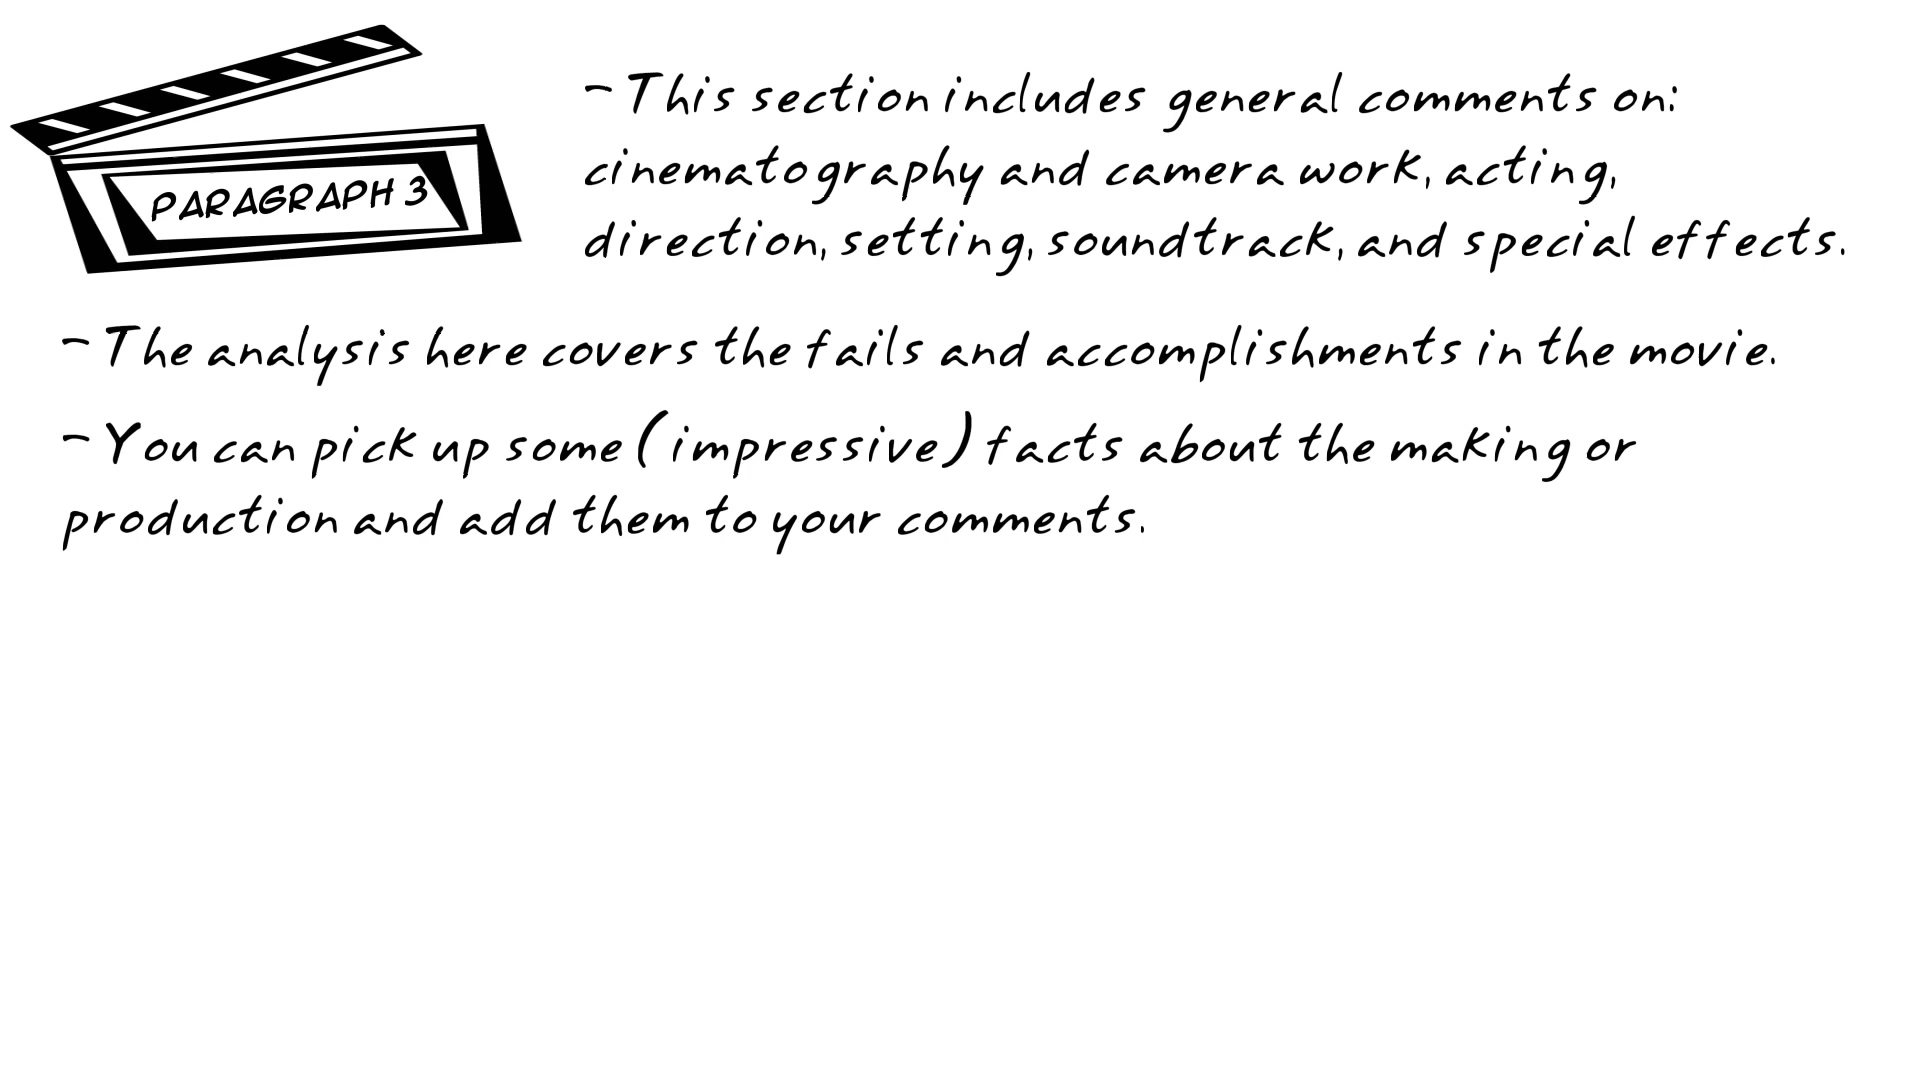 PARAGRAPH 3
- This section includes general comments on:
cinematography and camera work, acting,
direction, setting, soundtrack, and special effects.
- The analysis here covers the fails and accomplishments in the movie.
- You can pick up some (impressive) facts about the making or
production and add them to your comments.